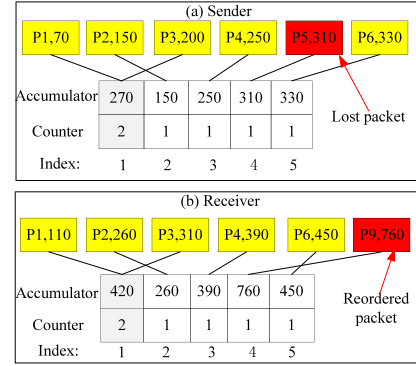 (a) Sender
P1,70 P2,150 P3,200 P4,250 P5,310 P6,330
Accumulator 270 150 250 310 330
Lost packet
Counter 2 1 1 1 1
Index: 1 2 3 4 5
(b) Receiver
P1,110 P2,260 P3,310 P4,390 P6,450 P9,760
Accumulator 420 260 390 760 450
Reordered
packet
Counter 2 1 1 1 1
Index: 1 2 3 4 5